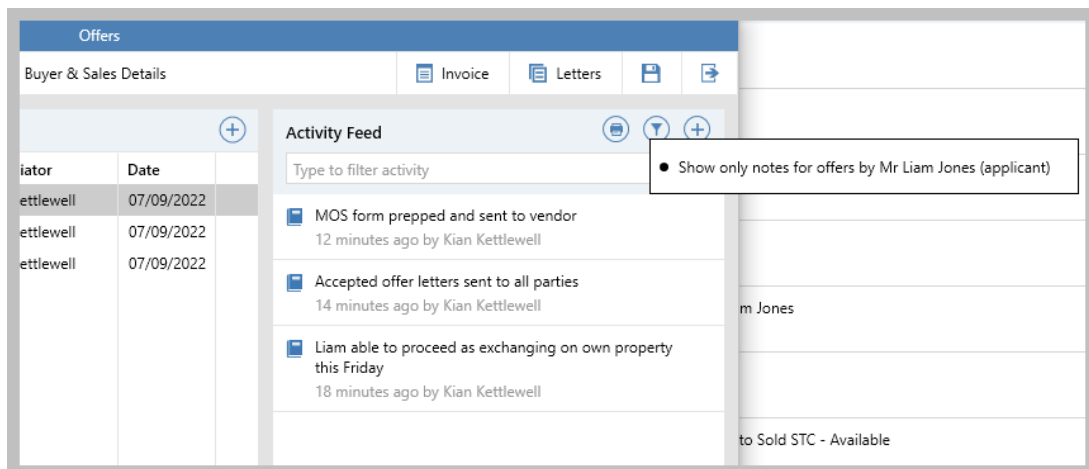 Offers
Buyer & Sales Details
Invoice
Letters
Activity Feed
Type to filter activity
Show only notes for offers by Mr Liam Jones (applicant)
iator Date
ettlewell 07/09/2022
ettlewell 07/09/2022
ettlewell 07/09/2022
MOS form prepped and sent to vendor
12 minutes ago by Kian Kettlewell
Accepted offer letters sent to all parties
14 minutes ago by Kian Kettlewell
Liam able to proceed as exchanging on own property
this Friday
18 minutes ago by Kian Kettlewell
m Jones
to Sold STC - Available